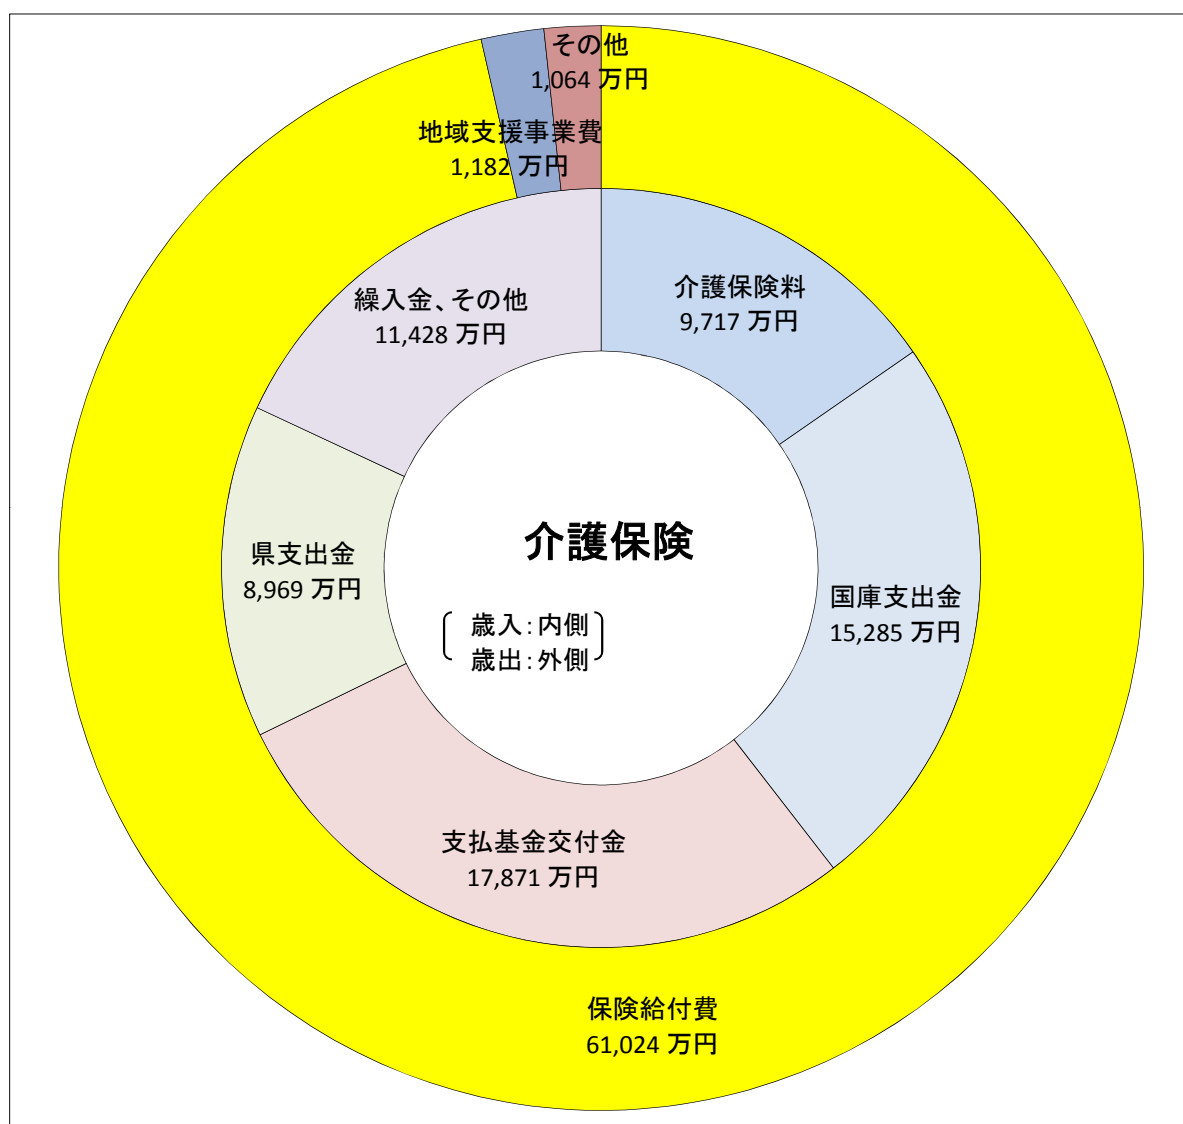 その他
1,064 万円
地域支援事業費
1,182 万円
繰入金、その他
11,428 万円
介護保険料
9,717 万円
県支出金
8,969 万円
介護保険
歳入:内側
歳出:外側
国庫支出金
15,285 万円
支払基金交付金
17,871 万円
保険給付費
61,024 万円